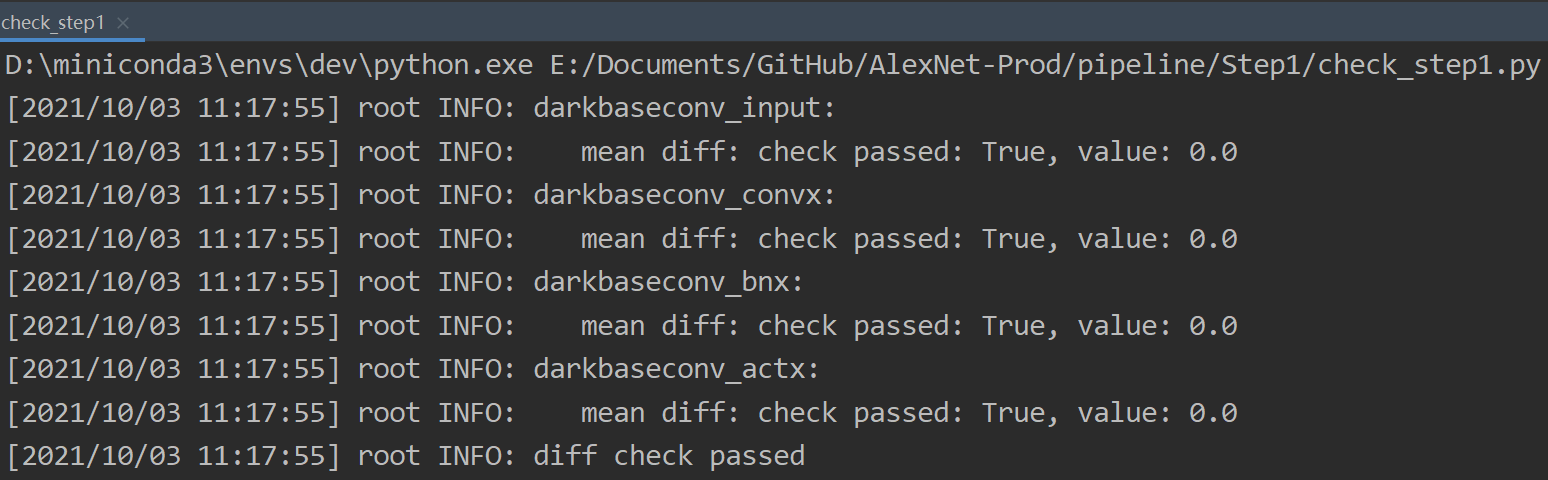 check_step1 ×
D:\miniconda3\envs\dev\python.exe E:/Documents/GitHub/AlexNet-Prod/pipeline/Step1/check_step1.py
[2021/10/03 11:17:55] root INFO: darkbaseconv_input:
[2021/10/03 11:17:55] root INFO:    mean diff: check passed: True, value: 0.0
[2021/10/03 11:17:55] root INFO: darkbaseconv_convx:
[2021/10/03 11:17:55] root INFO:    mean diff: check passed: True, value: 0.0
[2021/10/03 11:17:55] root INFO: darkbaseconv_bnx:
[2021/10/03 11:17:55] root INFO:    mean diff: check passed: True, value: 0.0
[2021/10/03 11:17:55] root INFO: darkbaseconv_actx:
[2021/10/03 11:17:55] root INFO:    mean diff: check passed: True, value: 0.0
[2021/10/03 11:17:55] root INFO: diff check passed